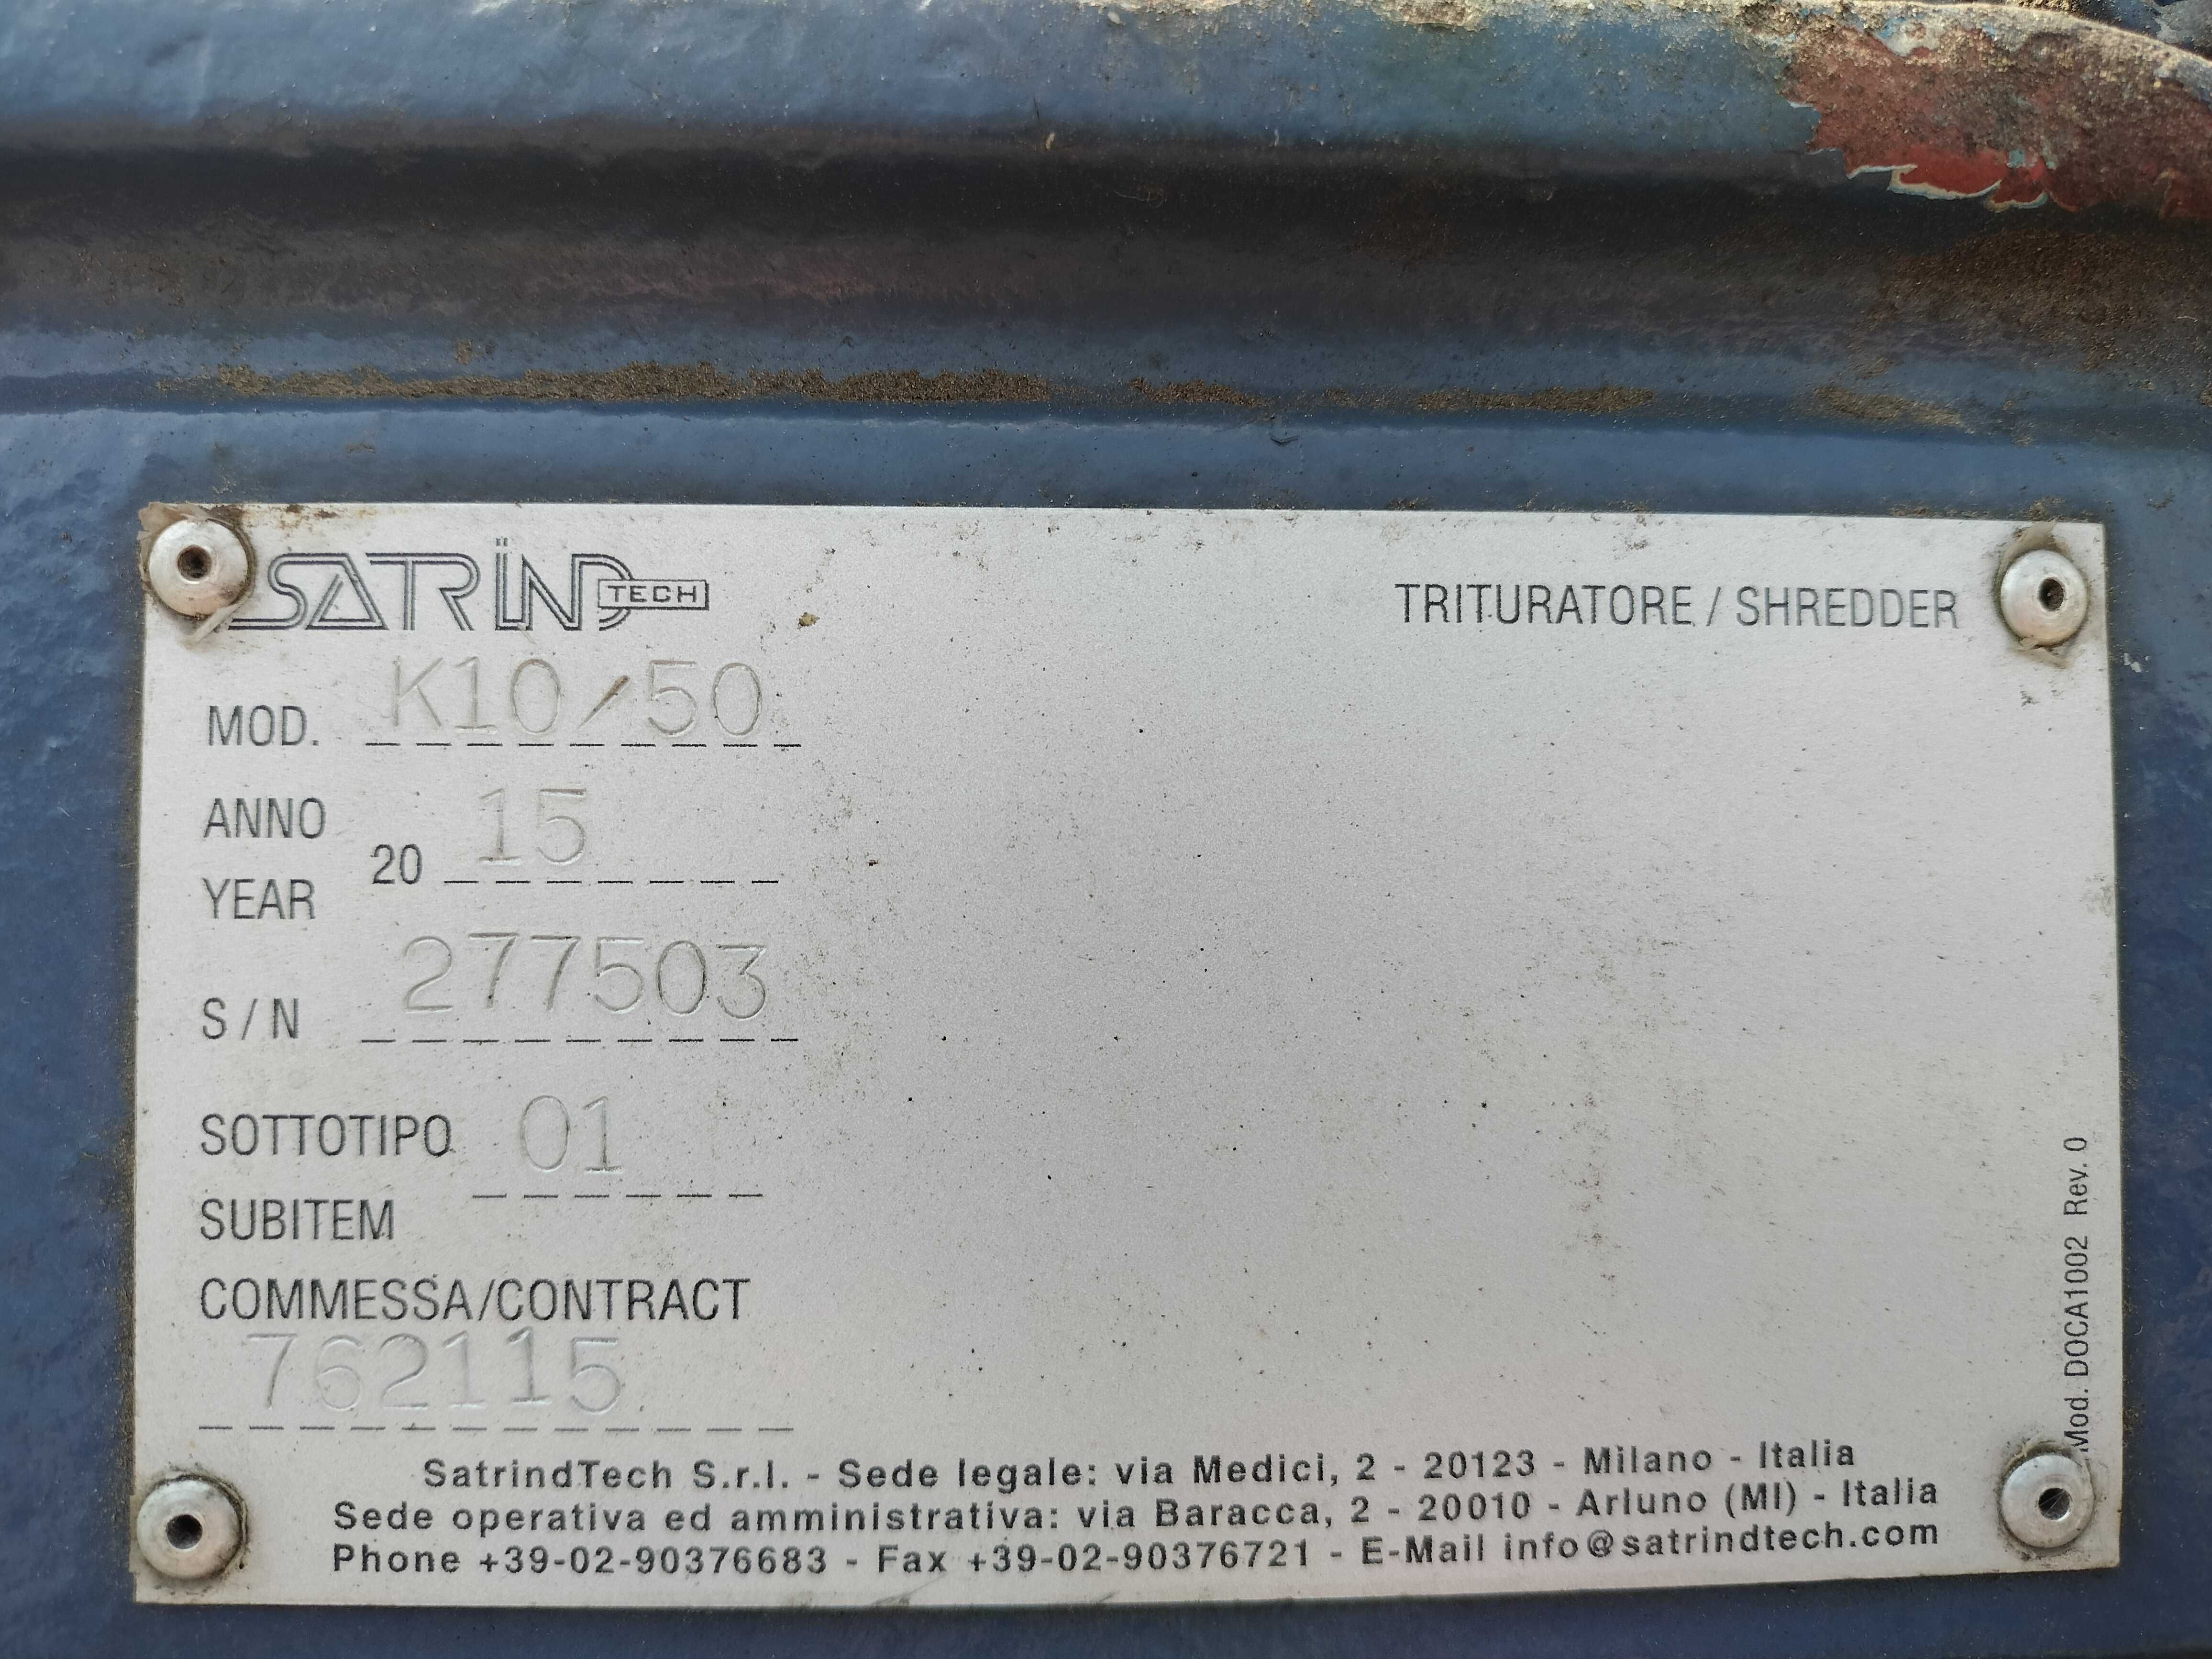 SATRIND TECH
TRITURATORE / SHREDDER
MOD. K10/50
ANNO
YEAR
20 15
S/N 277503
SOTTOTIPO 01
SUBITEM
COMMESSA/CONTRACT
762115
SatrindTech S.r.l. - Sede legale: via Medici, 2 - 20123 - Milano - Italia
Sede operativa ed amministrativa: via Baracca, 2 - 20010 - Arluno (MI) - Italia
Phone +39-02-90376683 - Fax +39-02-90376721 - E-Mail info@satrindtech.com
Mod. DOCA1002 Rev. 0